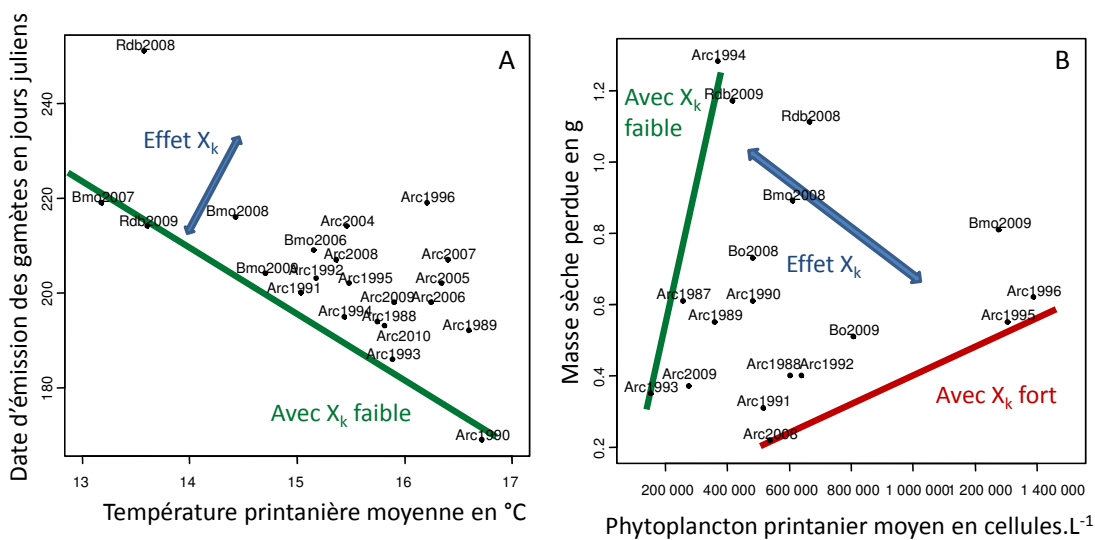 A
Date d'émission des gamètes en jours juliens
240
220
200
180
Rdb2008
Effet Xk
Bmo2007
Rdb2009
Bmo2008
Arc1996
Arc2004
Bmo2006
Arc2008
Arc2007
Bmo2009
Arc1992
Arc1995
Arc2005
Arc1991
Arc2009
Arc2006
Arc1994
Arc1988
Arc2010
Arc1989
Arc1993
Avec Xk faible
Arc1990
13 14 15 16 17
Température printanière moyenne en °C
B
Masse sèche perdue en g
1.2
1.0
0.8
0.6
0.4
0.2
Arc1994
Avec Xk
faible
Rdb2009
Rdb2008
Bmo2008
Bmo2009
Bo2008
Effet Xk
Arc1987
Arc1990
Arc1996
Arc1989
Arc1995
Bo2009
Arc1988
Arc1992
Arc2009
Arc1993
Avec Xk fort
Arc1991
Arc2008
200 000 400 000 600 000 800 000 1 000 000 1 200 000 1 400 000
Phytoplancton printanier moyen en cellules.L-1